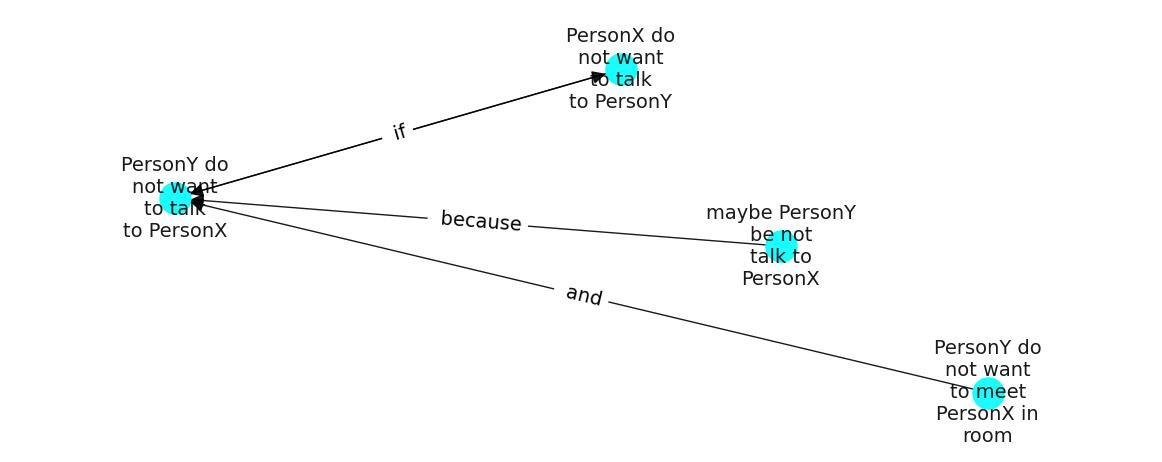 PersonX do
not want
to talk
to PersonY
if
PersonY do
not want
to talk
to PersonX
because
maybe PersonY
be not
talk to
PersonX
and
PersonY do
not want
to meet
PersonX in
room